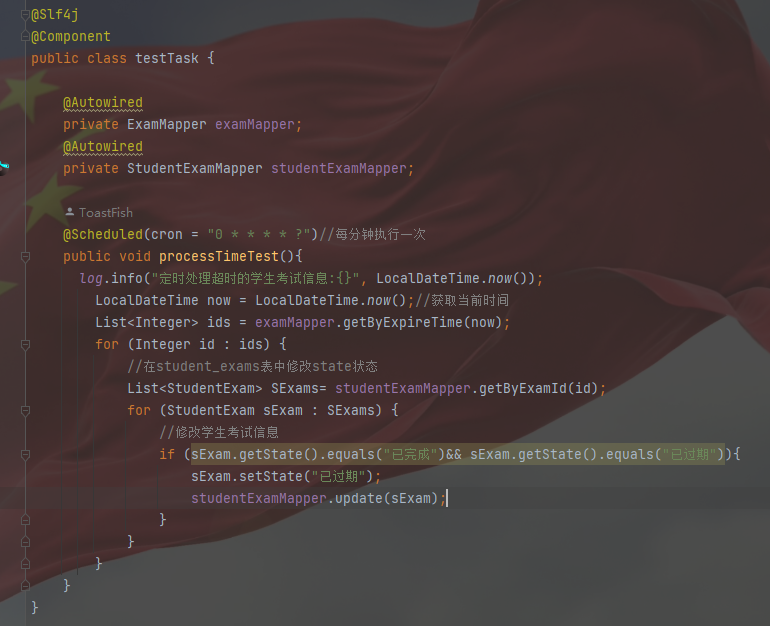 @Slf4j
@Component
public class testTask {
@Autowired
private ExamMapper examMapper;
@Autowired
private StudentExamMapper studentExamMapper;
ToastFish
@Scheduled(cron = "0 * * * * ?")//每分钟执行一次
public void processTimeTest(){
log.info("定时处理超时的学生考试信息:{}", LocalDateTime.now());
LocalDateTime now = LocalDateTime.now();//获取当前时间
List<Integer> ids = examMapper.getByExpireTime(now);
for (Integer id : ids) {
//在student_exams表中修改state状态
List<StudentExam> SExams= studentExamMapper.getByExamId(id);
for (StudentExam sExam : SExams) {
//修改学生考试信息
if (sExam.getState().equals("已完成")&& sExam.getState().equals("已过期")){
sExam.setState("已过期");
studentExamMapper.update(sExam);
}
}
}
}
}